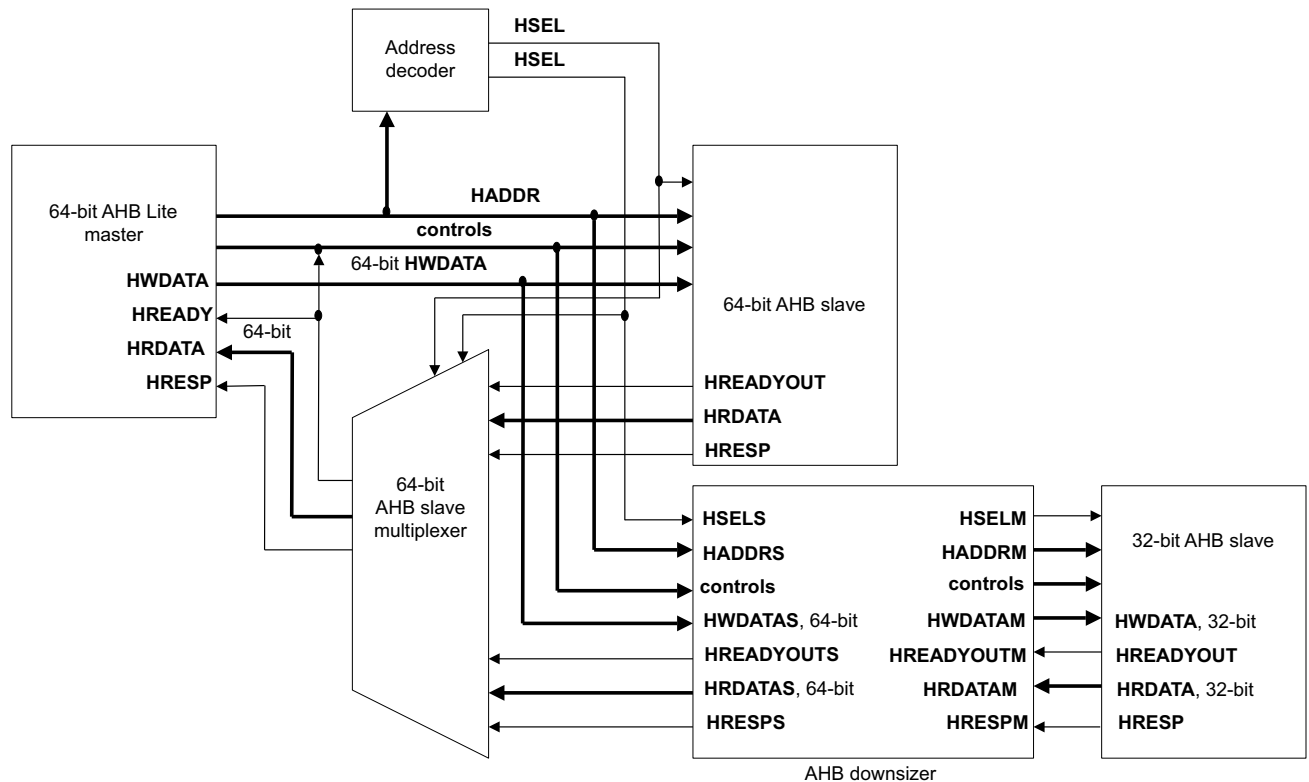 HSEL
HSEL
Address
decoder
64-bit AHB Lite
master
HADDR
controls
64-bit HWDATA
HWDATA
HREADY
64-bit
HRDATA
HRESP
64-bit AHB slave
HREADYOUT
HRDATA
HRESP
64-bit
AHB slave
multiplexer
HSELS
HADDRS
controls
HWDATAS, 64-bit
HREADYOUTS
HRDATAS, 64-bit
HRESPS
HSELM
HADDRM
controls
HWDATAM
HREADYOUTM
HRDATAM
HRESPM
32-bit AHB slave
HWDATA, 32-bit
HREADYOUT
HRDATA, 32-bit
HRESP
AHB downsizer